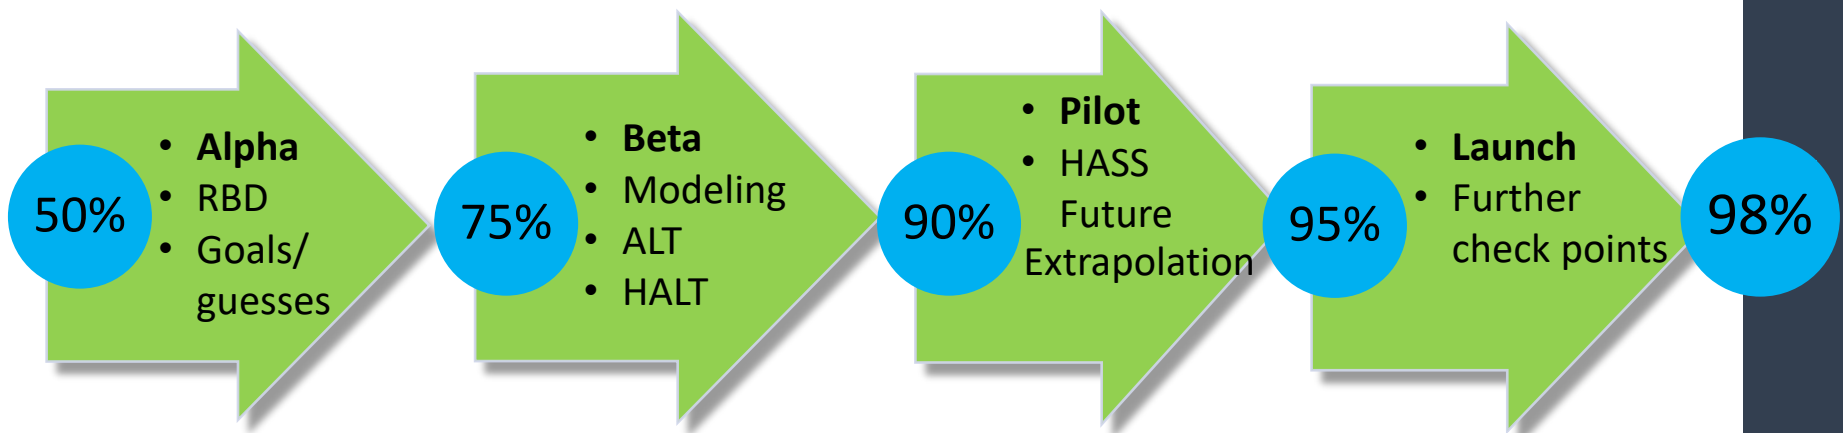 50%
• Alpha
• RBD
• Goals/
guesses
75%
• Beta
• Modeling
• ALT
• HALT
90%
• Pilot
• HASS
Future
Extrapolation
95%
• Launch
• Further
check points
98%